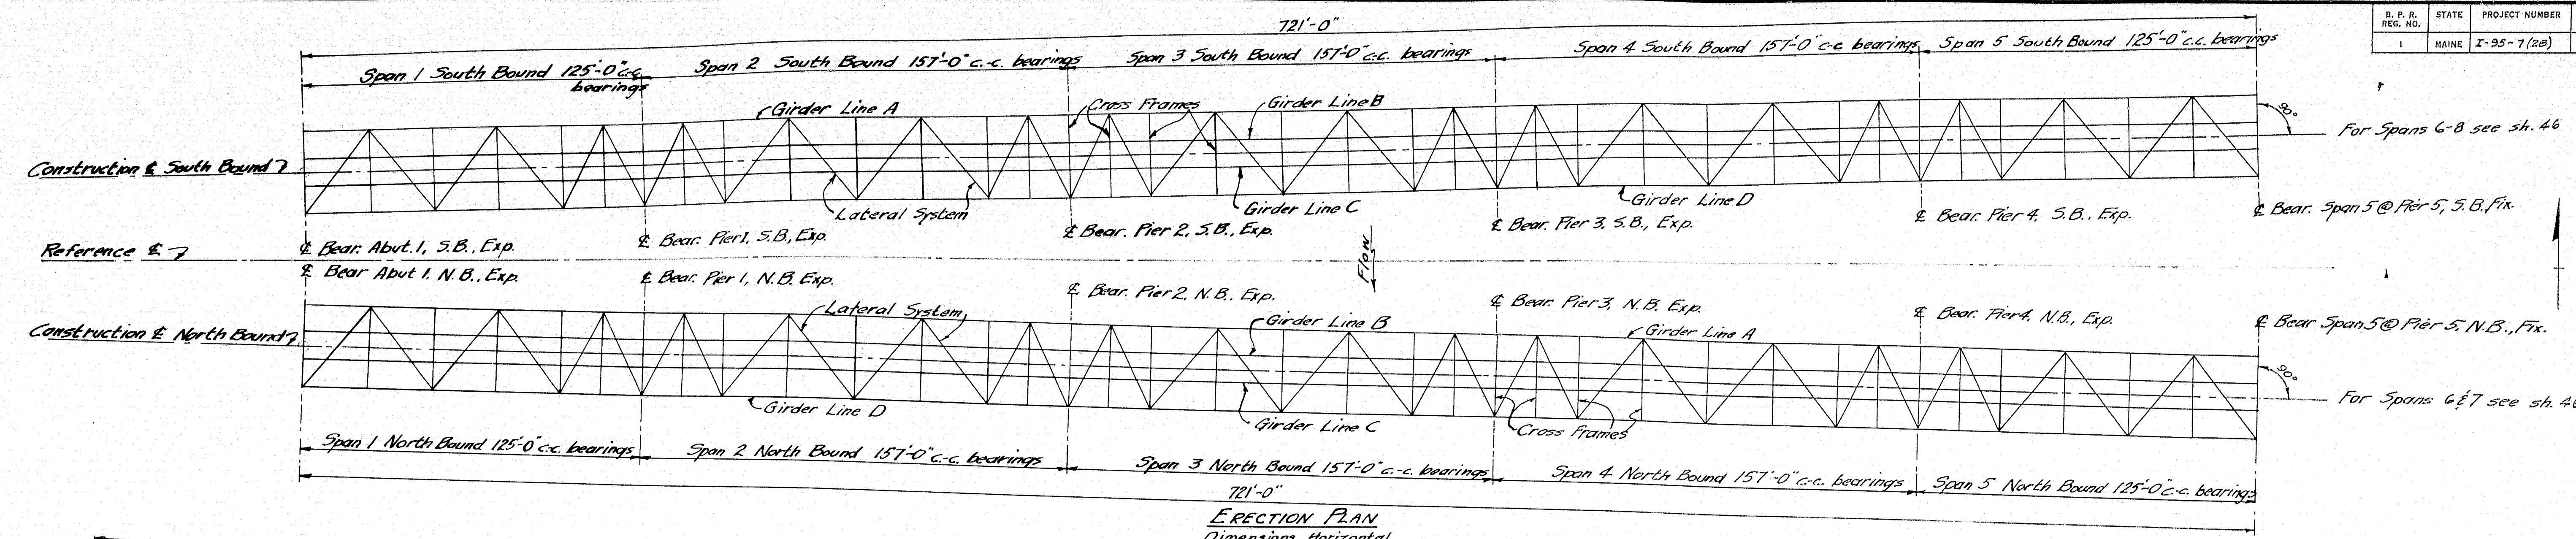 721'-0"
B. P. R. REG. NO. STATE PROJECT NUMBER
1 MAINE I-95-7(28)
Span 1 South Bound 125'-0" c-c. bearings
Span 2 South Bound 157'-0" c.-c. bearings
Span 3 South Bound 157'-0" c.-c. bearings
Span 4 South Bound 157'-0" c-c bearings
Span 5 South Bound 125'-0" c.c. bearings
Girder Line A
Cross Frames
Girder Line B
90°
For Spans 6-8 see sh. 46
Construction ℄ South Bound
Lateral System
Girder Line C
Girder Line D
℄ Bear. Abut. 1, S.B., Exp.
℄ Bear. Pier 1, S.B., Exp.
℄ Bear. Pier 2, S.B., Exp.
℄ Bear. Pier 3, S.B., Exp.
℄ Bear. Pier 4, S.B., Exp.
℄ Bear. Span 5 @ Pier 5, S.B. Fix.
Reference ℄
Flow
℄ Bear Abut 1. N.B., Exp.
℄ Bear. Pier 1, N.B. Exp.
℄ Bear. Pier 2, N.B., Exp.
℄ Bear. Pier 3, N.B. Exp.
℄ Bear. Pier 4, N.B., Exp.
℄ Bear Span 5 @ Pier 5. N.B., Fix.
Construction ℄ North Bound
Lateral System
Girder Line B
Girder Line A
90°
For Spans 6 & 7 see sh. 46
Girder Line D
Girder Line C
Cross Frames
Span 1 North Bound 125'-0" c.-c. bearings
Span 2 North Bound 157'-0" c.-c. bearings
Span 3 North Bound 157'-0" c.-c. bearings
Span 4 North Bound 157'-0" c.-c. bearings
Span 5 North Bound 125'-0" c.-c. bearings
721'-0"
ERECTION PLAN
Dimensions Horizontal